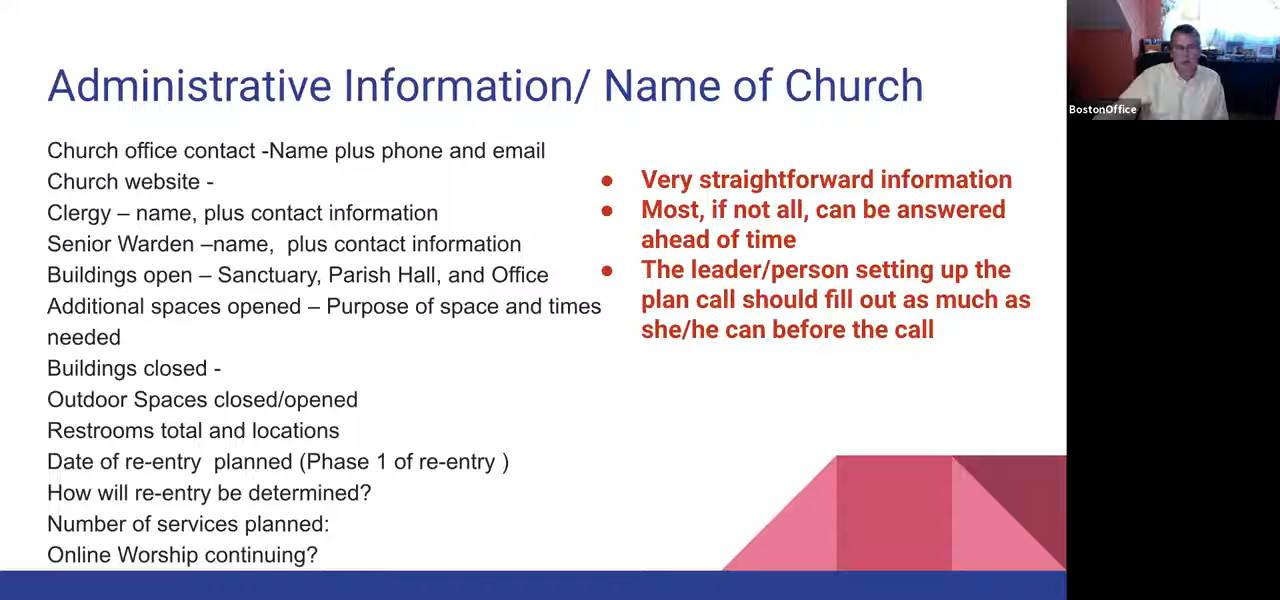 Administrative Information/ Name of Church
Church office contact -Name plus phone and email
Church website -
Clergy – name, plus contact information
Senior Warden –name,  plus contact information
Buildings open – Sanctuary, Parish Hall, and Office
Additional spaces opened – Purpose of space and times
needed
Buildings closed -
Outdoor Spaces closed/opened
Restrooms total and locations
Date of re-entry  planned (Phase 1 of re-entry )
How will re-entry be determined?
Number of services planned:
Online Worship continuing?
● Very straightforward information
● Most, if not all, can be answered
ahead of time
● The leader/person setting up the
plan call should fill out as much as
she/he can before the call
BostonOffice